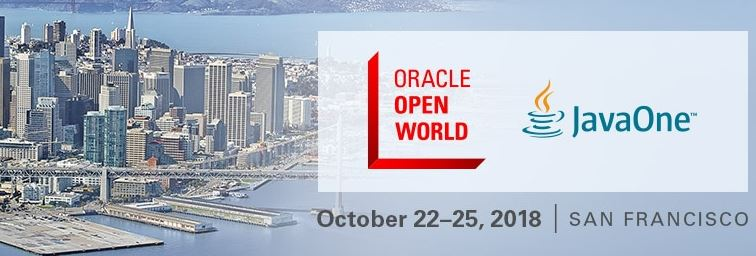 ORACLE
OPEN
WORLD
JavaOne™
October 22–25, 2018 | SAN FRANCISCO